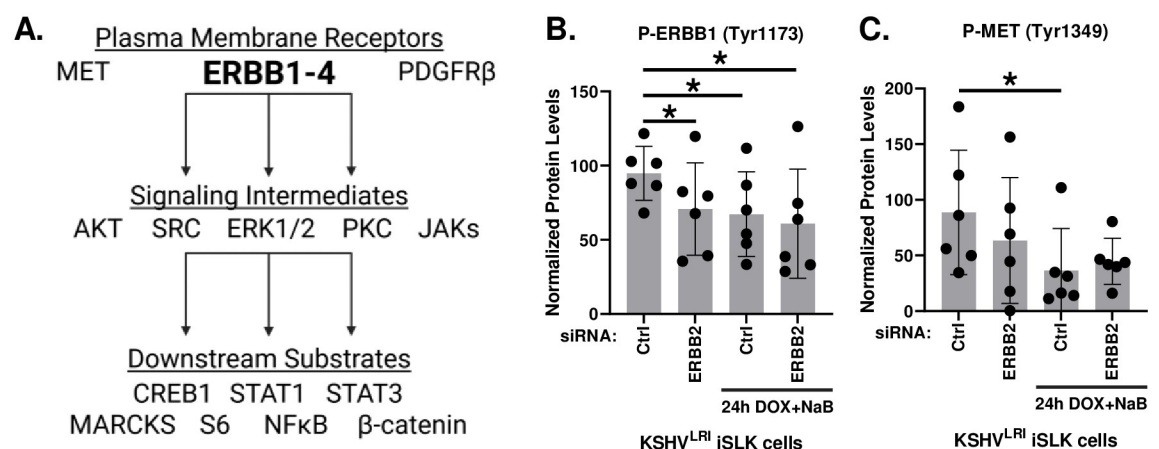 A.
Plasma Membrane Receptors
MET ERBB1-4 PDGFRβ
Signaling Intermediates
AKT SRC ERK1/2 PKC JAKs
Downstream Substrates
CREB1 STAT1 STAT3
MARCKS S6 NFκB β-catenin
B.
P-ERBB1 (Tyr1173)
Normalized Protein Levels
150
100
50
0
* * *
siRNA: Ctrl ERBB2 Ctrl ERBB2
24h DOX+NaB
KSHV^LRI iSLK cells
C.
P-MET (Tyr1349)
Normalized Protein Levels
200
150
100
50
0
*
siRNA: Ctrl ERBB2 Ctrl ERBB2
24h DOX+NaB
KSHV^LRI iSLK cells